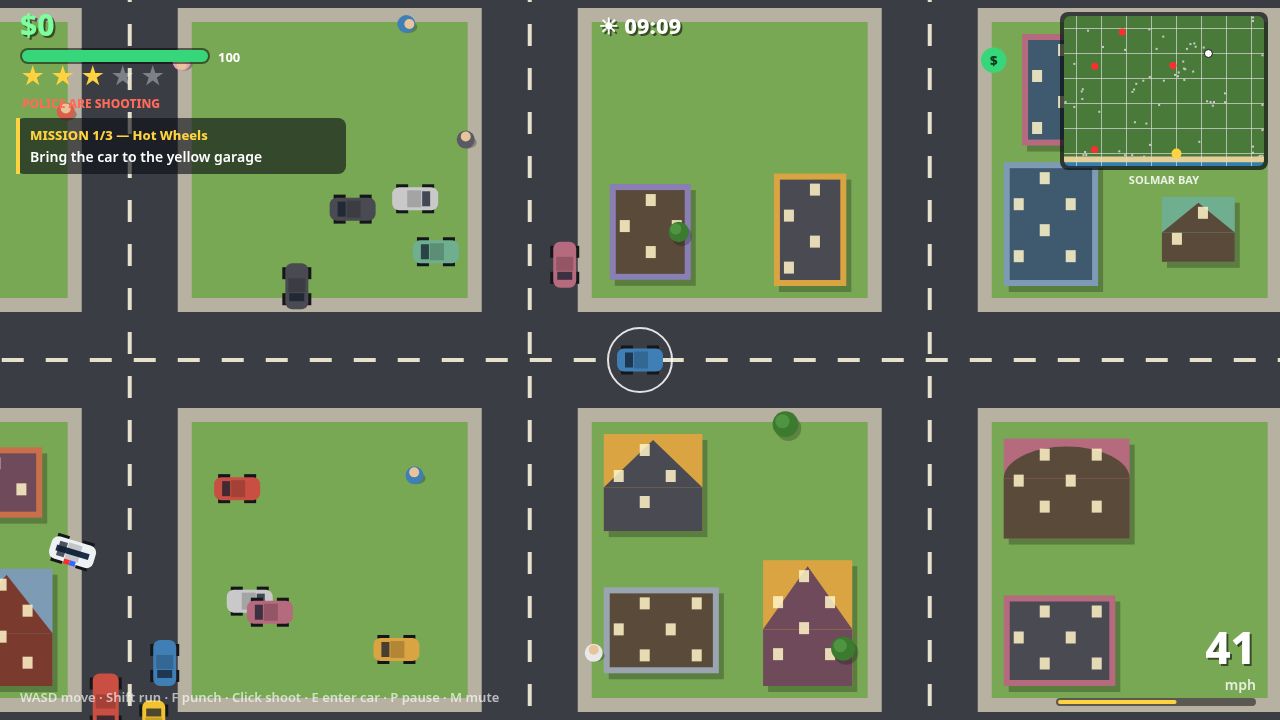 $0
☀ 09:09
100
★★★★★
POLICE ARE SHOOTING
MISSION 1/3 — Hot Wheels
Bring the car to the yellow garage
$
SOLMAR BAY
41
mph
WASD move · Shift run · F punch · Click shoot · E enter car · P pause · M mute